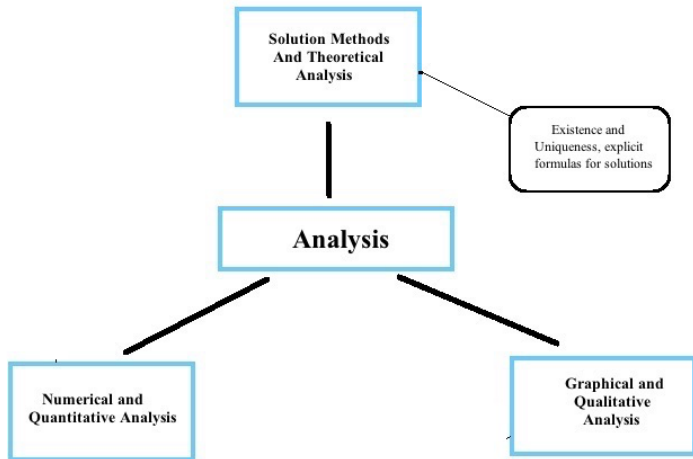 Solution Methods
And Theoretical
Analysis
Existence and
Uniqueness, explicit
formulas for solutions
Analysis
Numerical and
Quantitative Analysis
Graphical and
Qualitative
Analysis